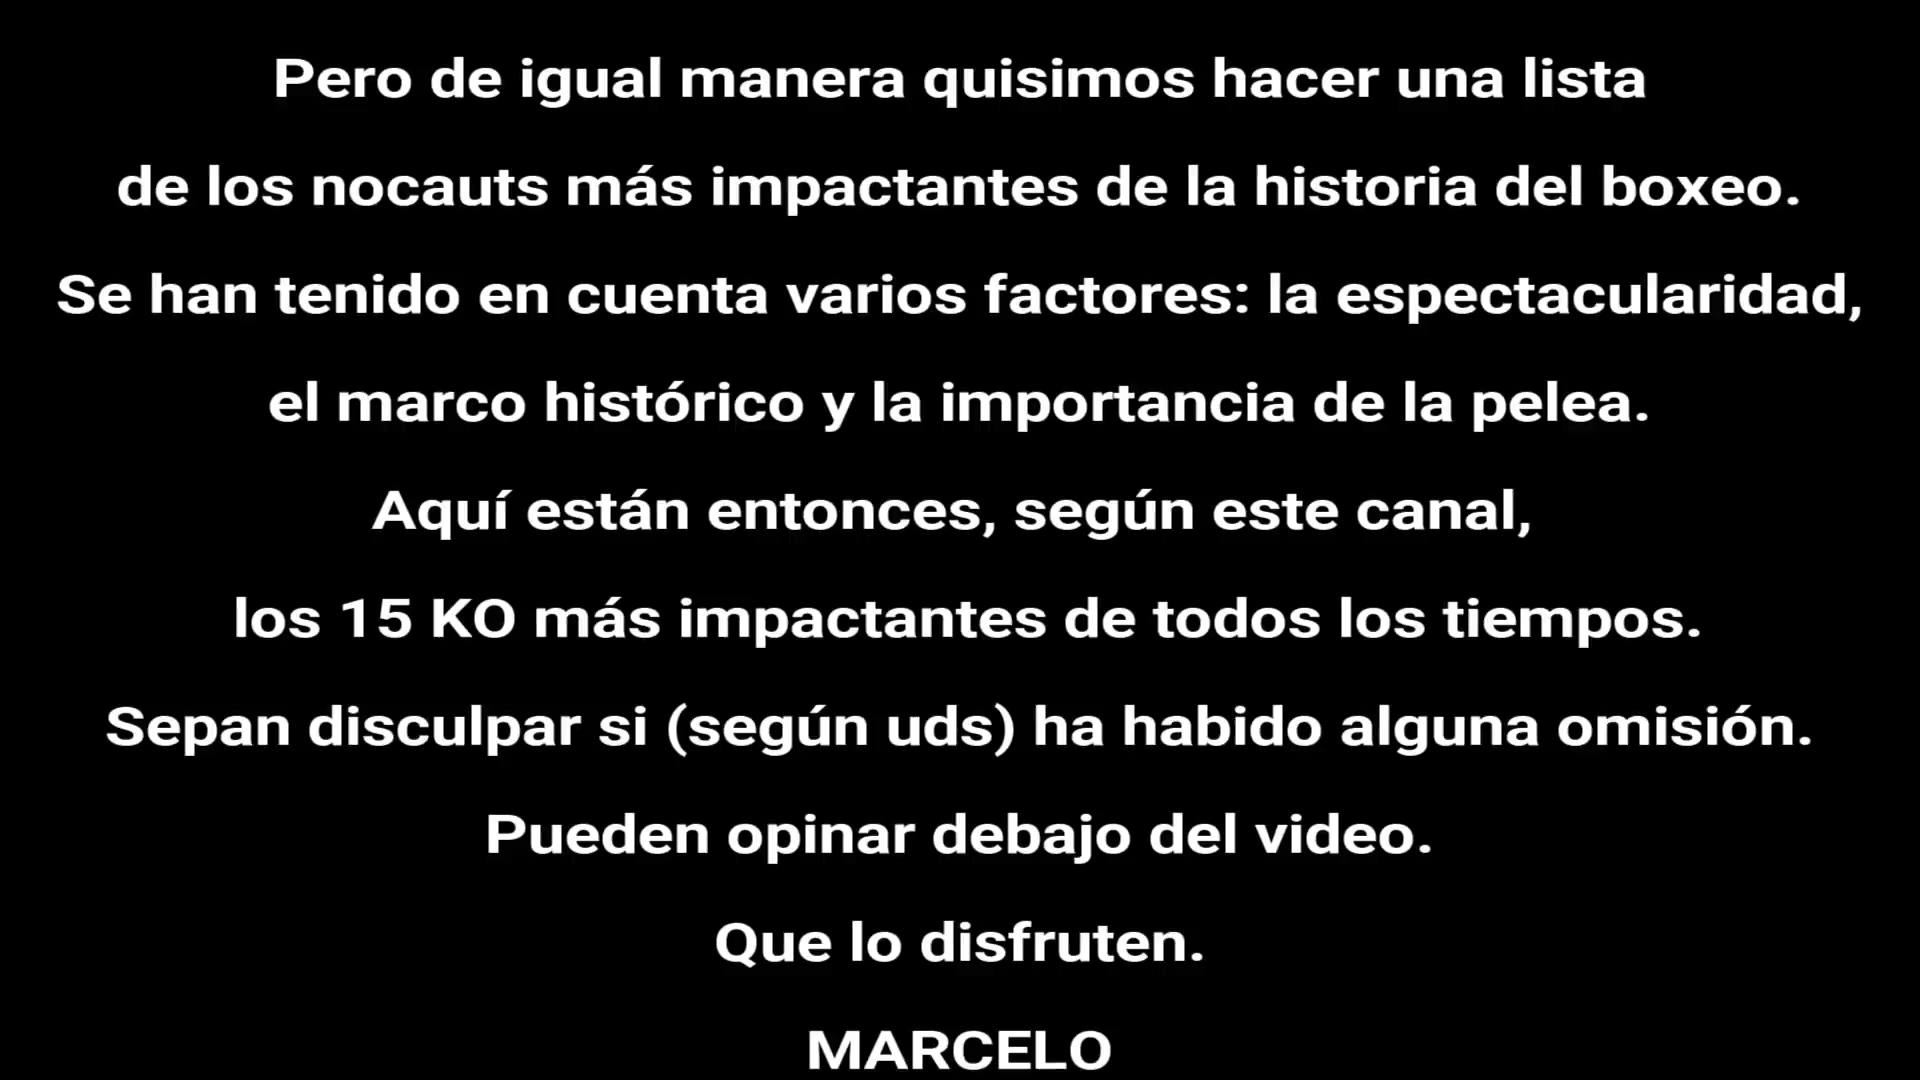 Pero de igual manera quisimos hacer una lista
de los nocauts más impactantes de la historia del boxeo.
Se han tenido en cuenta varios factores: la espectacularidad,
el marco histórico y la importancia de la pelea.
Aquí están entonces, según este canal,
los 15 KO más impactantes de todos los tiempos.
Sepan disculpar si (según uds) ha habido alguna omisión.
Pueden opinar debajo del video.
Que lo disfruten.
MARCELO